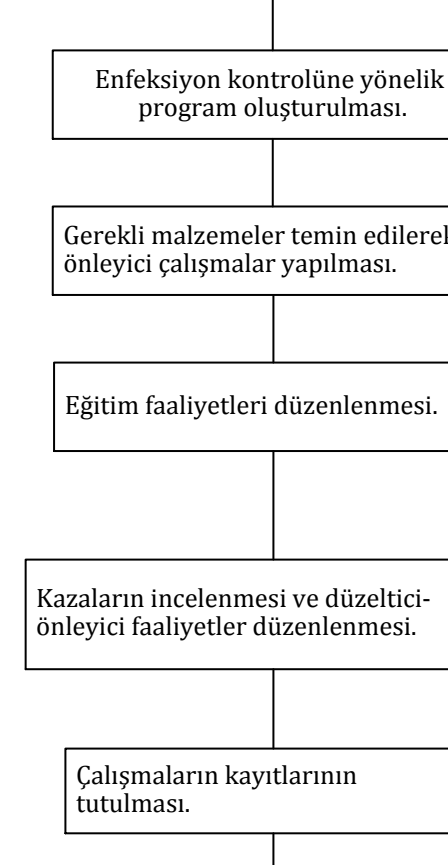 Enfeksiyon kontrolüne yönelik
program oluşturulması.
Gerekli malzemeler temin edilerek
önleyici çalışmalar yapılması.
Eğitim faaliyetleri düzenlenmesi.
Kazaların incelenmesi ve düzeltici-
önleyici faaliyetler düzenlenmesi.
Çalışmaların kayıtlarının
tutulması.